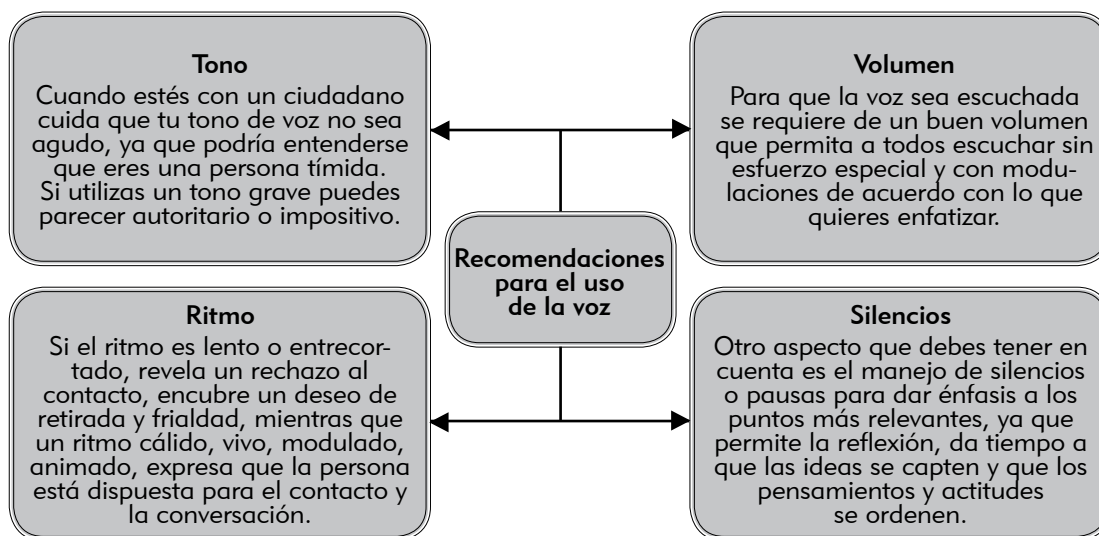 Tono
Cuando estés con un ciudadano
cuida que tu tono de voz no sea
agudo, ya que podría entenderse
que eres una persona tímida.
Si utilizas un tono grave puedes
parecer autoritario o impositivo.
Volumen
Para que la voz sea escuchada
se requiere de un buen volumen
que permita a todos escuchar sin
esfuerzo especial y con modu-
laciones de acuerdo con lo que
quieres enfatizar.
Recomendaciones
para el uso
de la voz
Ritmo
Si el ritmo es lento o entrecor-
tado, revela un rechazo al
contacto, encubre un deseo de
retirada y frialdad, mientras que
un ritmo cálido, vivo, modulado,
animado, expresa que la persona
está dispuesta para el contacto y
la conversación.
Silencios
Otro aspecto que debes tener en
cuenta es el manejo de silencios
o pausas para dar énfasis a los
puntos más relevantes, ya que
permite la reflexión, da tiempo a
que las ideas se capten y que los
pensamientos y actitudes
se ordenen.